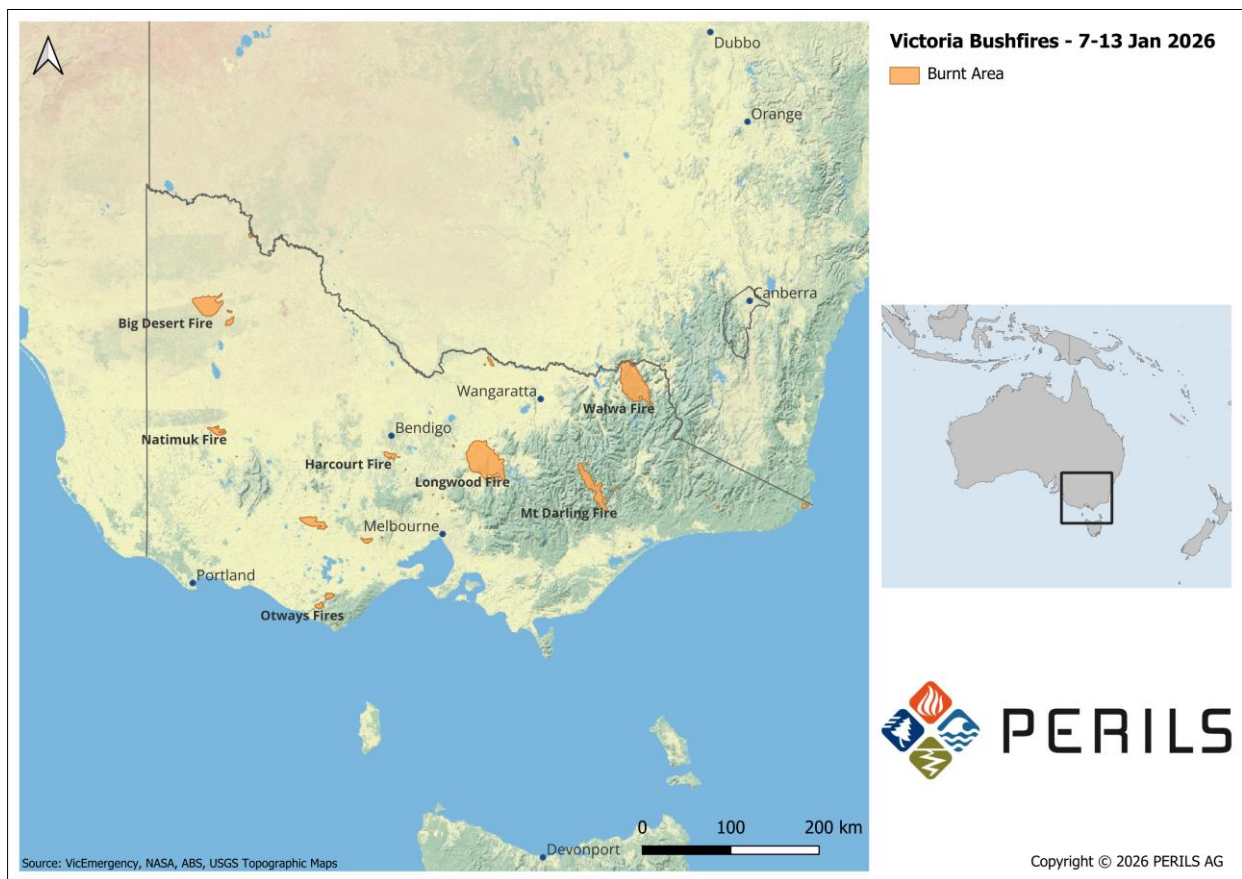 Victoria Bushfires - 7-13 Jan 2026
Burnt Area
Dubbo
Orange
Canberra
Big Desert Fire
Wangaratta
Walwa Fire
Natimuk Fire
Bendigo
Harcourt Fire
Longwood Fire
Mt Darling Fire
Melbourne
Portland
Otways Fires
Devonport
0 100 200 km
Source: VicEmergency, NASA, ABS, USGS Topographic Maps
PERILS
Copyright © 2026 PERILS AG